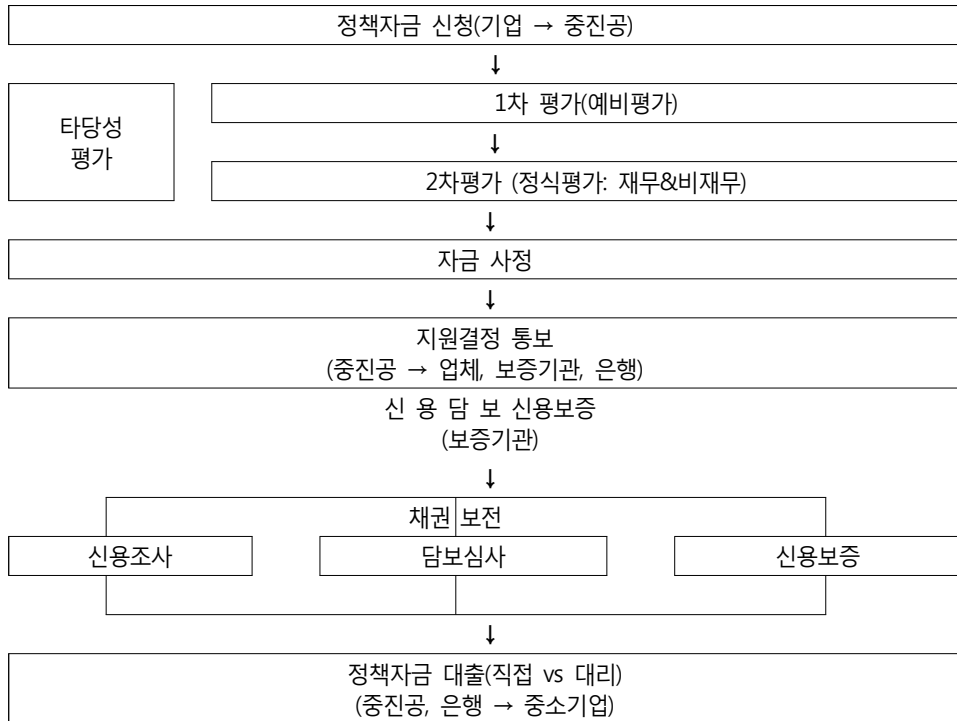 정책자금 신청(기업 → 중진공)
↓
타당성
평가
1차 평가(예비평가)
↓
2차평가 (정식평가: 재무&비재무)
↓
자금 사정
↓
지원결정 통보
(중진공 → 업체, 보증기관, 은행)
신 용 담 보 신용보증
(보증기관)
↓
채권 보전
신용조사 담보심사 신용보증
↓
정책자금 대출(직접 vs 대리)
(중진공, 은행 → 중소기업)